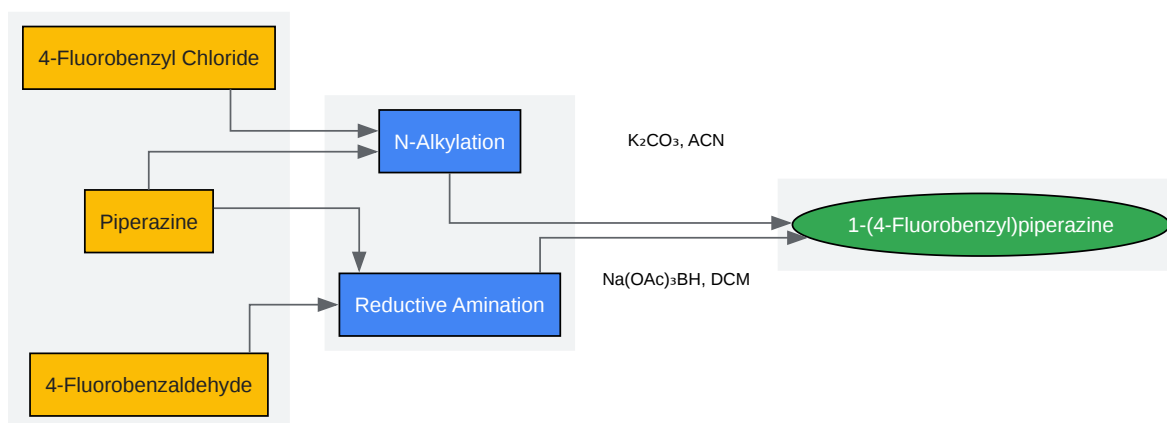 4-Fluorobenzyl Chloride
N-Alkylation
K₂CO₃, ACN
Piperazine
1-(4-Fluorobenzyl)piperazine
Na(OAc)₃BH, DCM
Reductive Amination
4-Fluorobenzaldehyde